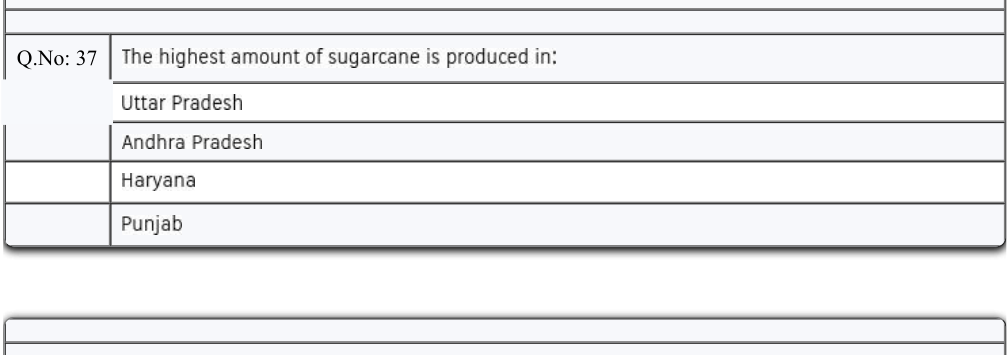 Q.No: 37 The highest amount of sugarcane is produced in:
Uttar Pradesh
Andhra Pradesh
Haryana
Punjab